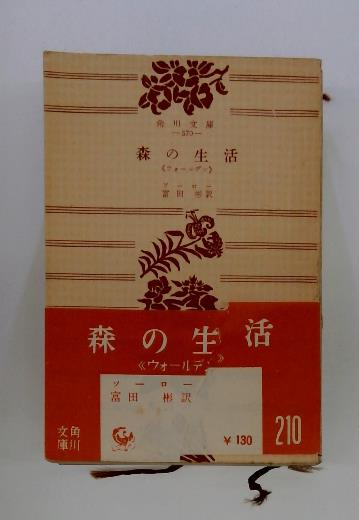 角川文庫
—570—
森の生活
《ウォールデン》
ソーロー
富田 彬訳
森の生活
《ウォールデン》
ソーロー
富田 彬訳
角川文庫
¥130
210